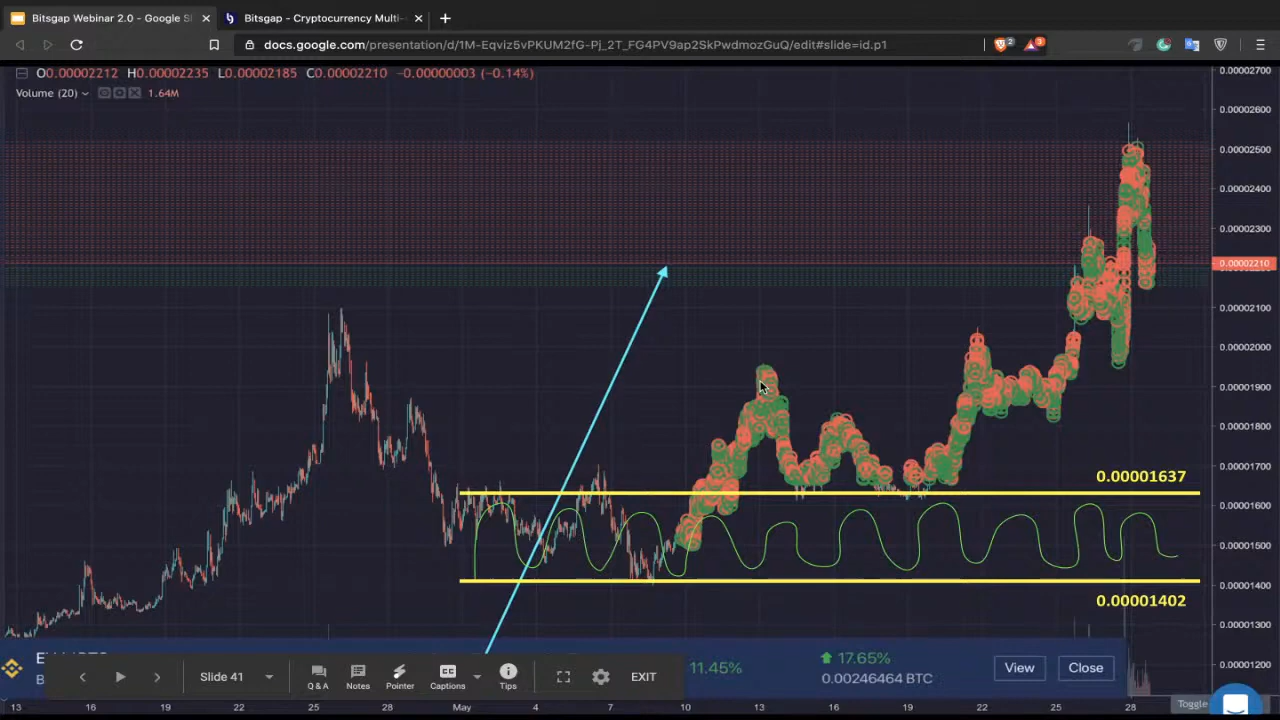 Bitsgap Webinar 2.0 - Google Sl
Bitsgap - Cryptocurrency Multi-
docs.google.com/presentation/d/1M-Eqviz5vPKUM2fG-Pj_2T_FG4PV9ap2SkPwdmozGuQ/edit#slide=id.p1
2
3
O0.00002212 H0.00002235 L0.00002185 C0.00002210 −0.00000003 (−0.14%)
Volume (20) 1.64M
0.00002700
0.00002600
0.00002500
0.00002400
0.00002300
0.00002210
0.00002100
0.00002000
0.00001900
0.00001800
0.00001700
0.00001637
0.00001600
0.00001500
0.00001400
0.00001402
0.00001300
0.00001200
11.45%
17.65%
0.00246464 BTC
View
Close
Slide 41
Q & A
Notes
Pointer
Captions
Tips
EXIT
Toggle
13 16 19 22 25 28 May 4 7 10 13 16 19 22 25 28